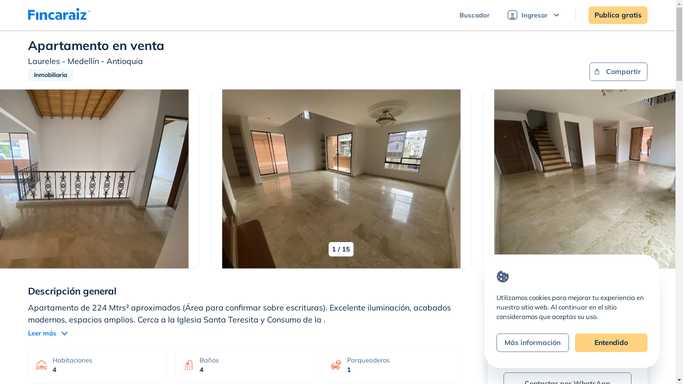 Fincaraiz
Buscador
Ingresar
Publica gratis
Apartamento en venta
Laureles - Medellín - Antioquia
Inmobiliaria
Compartir
1 / 15
Descripción general
Apartamento de 224 Mtrs² aproximados (Área para confirmar sobre escrituras). Excelente iluminación, acabados
modernos, espacios amplios. Cerca a la Iglesia Santa Teresita y Consumo de la .
Leer más
Habitaciones
4
Baños
4
Parqueaderos
1
Utilizamos cookies para mejorar tu experiencia en
nuestro sitio web. Al continuar en el sitio
consideramos que aceptas su uso.
Más información
Entendido
Contactar por WhatsApp